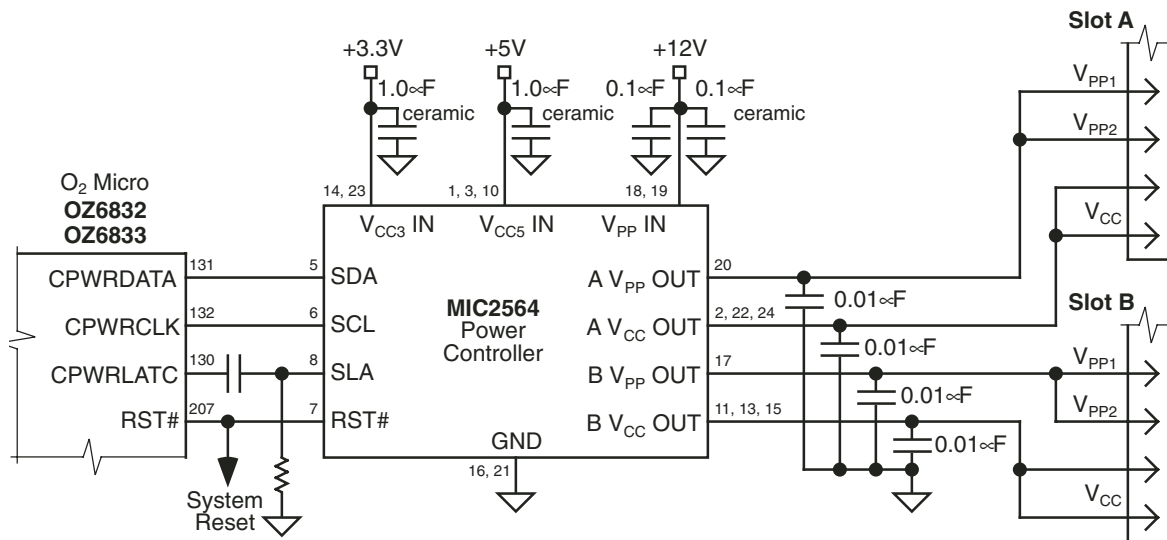 Slot A
+3.3V
+5V
+12V
1.0∝F
ceramic
1.0∝F
ceramic
0.1∝F
0.1∝F
ceramic
VPP1
VPP2
VCC
O2 Micro
OZ6832
OZ6833
14, 23
1, 3, 10
18, 19
VCC3 IN
VCC5 IN
VPP IN
CPWRDATA
131
5
SDA
CPWRCLK
132
6
SCL
CPWRLATC
130
8
SLA
RST#
207
7
RST#
MIC2564
Power
Controller
A VPP OUT
20
A VCC OUT
2, 22, 24
B VPP OUT
17
B VCC OUT
11, 13, 15
GND
16, 21
0.01∝F
0.01∝F
0.01∝F
0.01∝F
System
Reset
Slot B
VPP1
VPP2
VCC